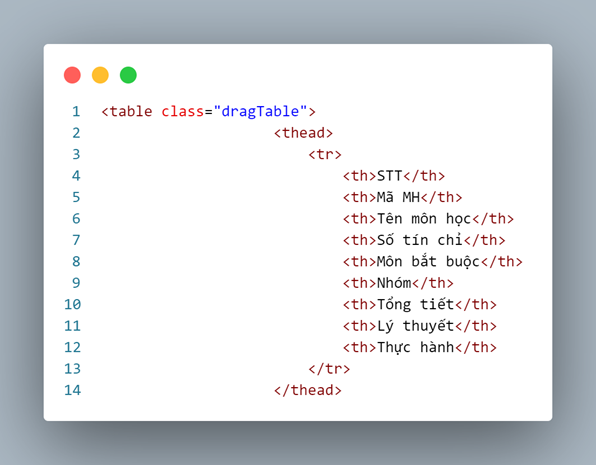 1 <table class="dragTable">
2 <thead>
3 <tr>
4 <th>STT</th>
5 <th>Mã MH</th>
6 <th>Tên môn học</th>
7 <th>Số tín chỉ</th>
8 <th>Môn bắt buộc</th>
9 <th>Nhóm</th>
10 <th>Tổng tiết</th>
11 <th>Lý thuyết</th>
12 <th>Thực hành</th>
13 </tr>
14 </thead>